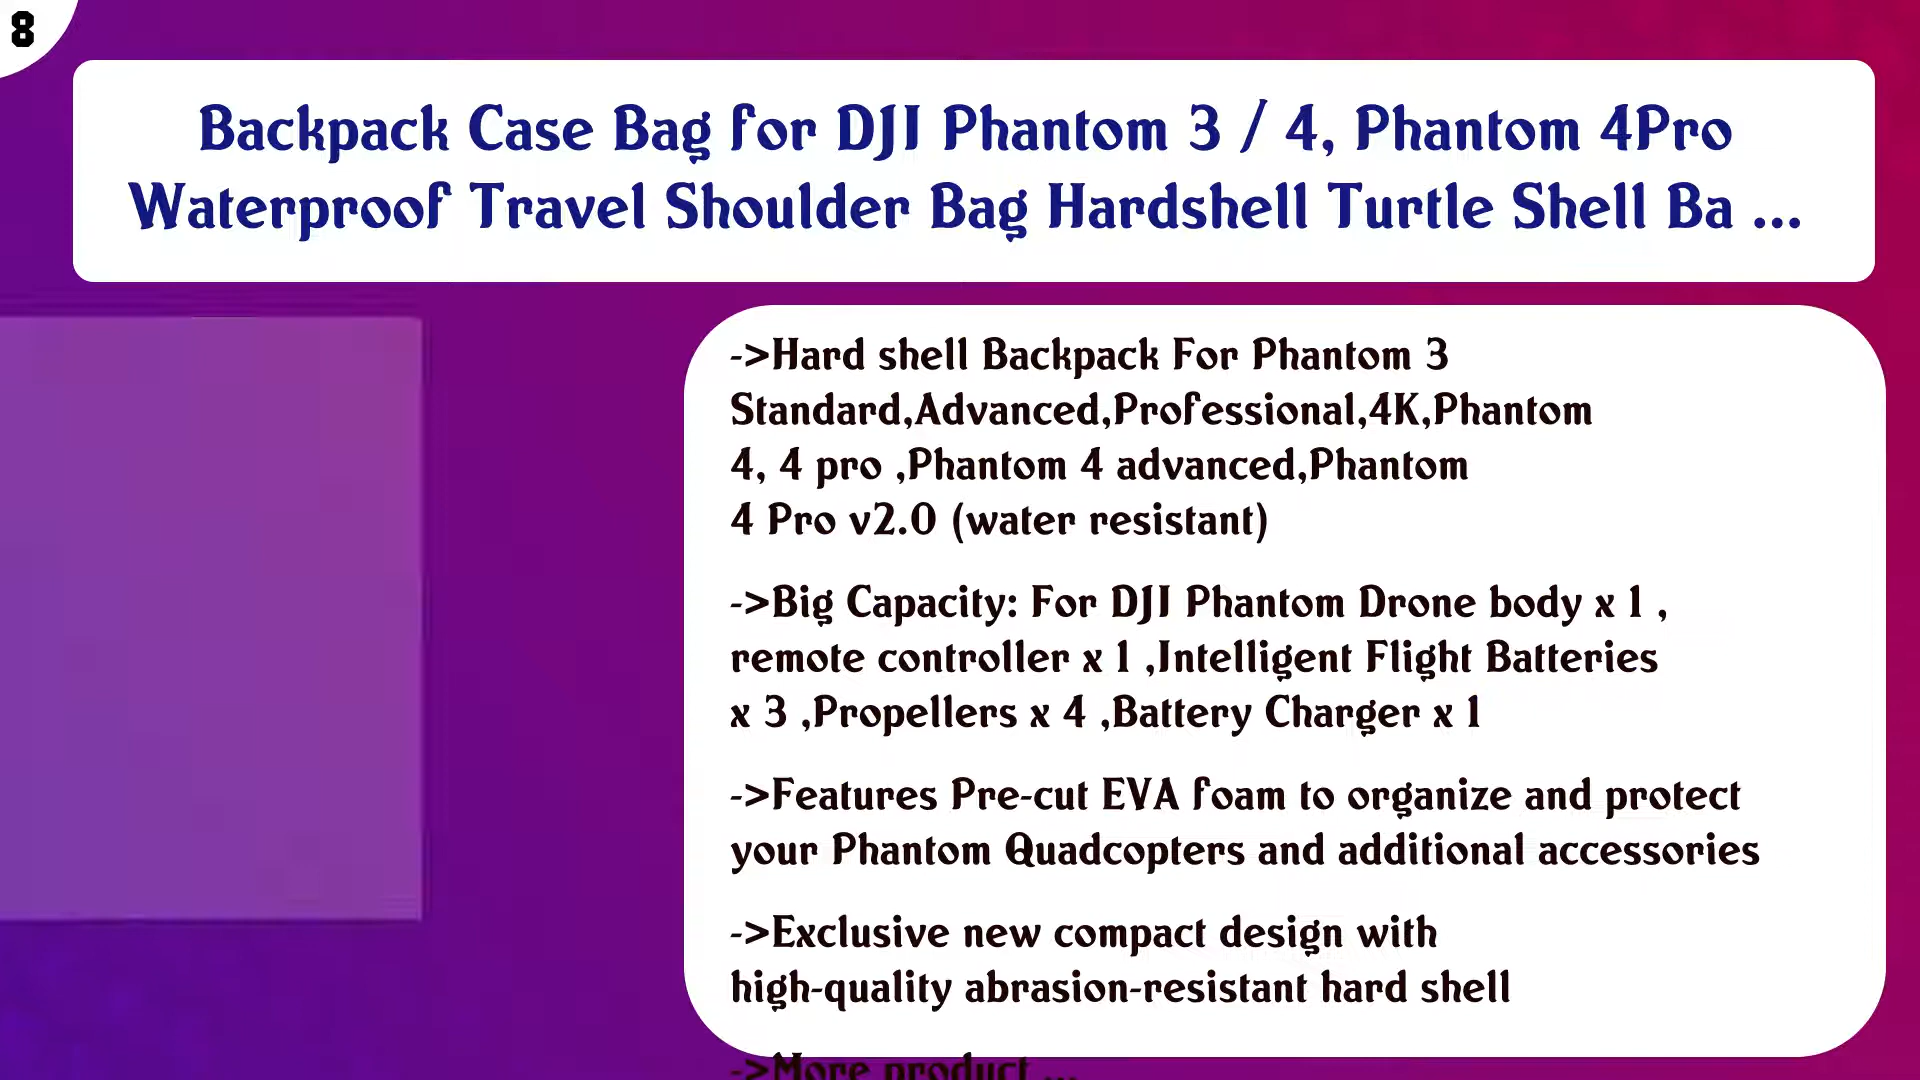 8
Backpack Case Bag for DJI Phantom 3 / 4, Phantom 4Pro
Waterproof Travel Shoulder Bag Hardshell Turtle Shell Ba ...
->Hard shell Backpack For Phantom 3
Standard,Advanced,Professional,4K,Phantom
4, 4 pro ,Phantom 4 advanced,Phantom
4 Pro v2.0 (water resistant)
->Big Capacity: For DJI Phantom Drone body x 1 ,
remote controller x 1 ,Intelligent Flight Batteries
x 3 ,Propellers x 4 ,Battery Charger x 1
->Features Pre-cut EVA foam to organize and protect
your Phantom Quadcopters and additional accessories
->Exclusive new compact design with
high-quality abrasion-resistant hard shell
->More product ...